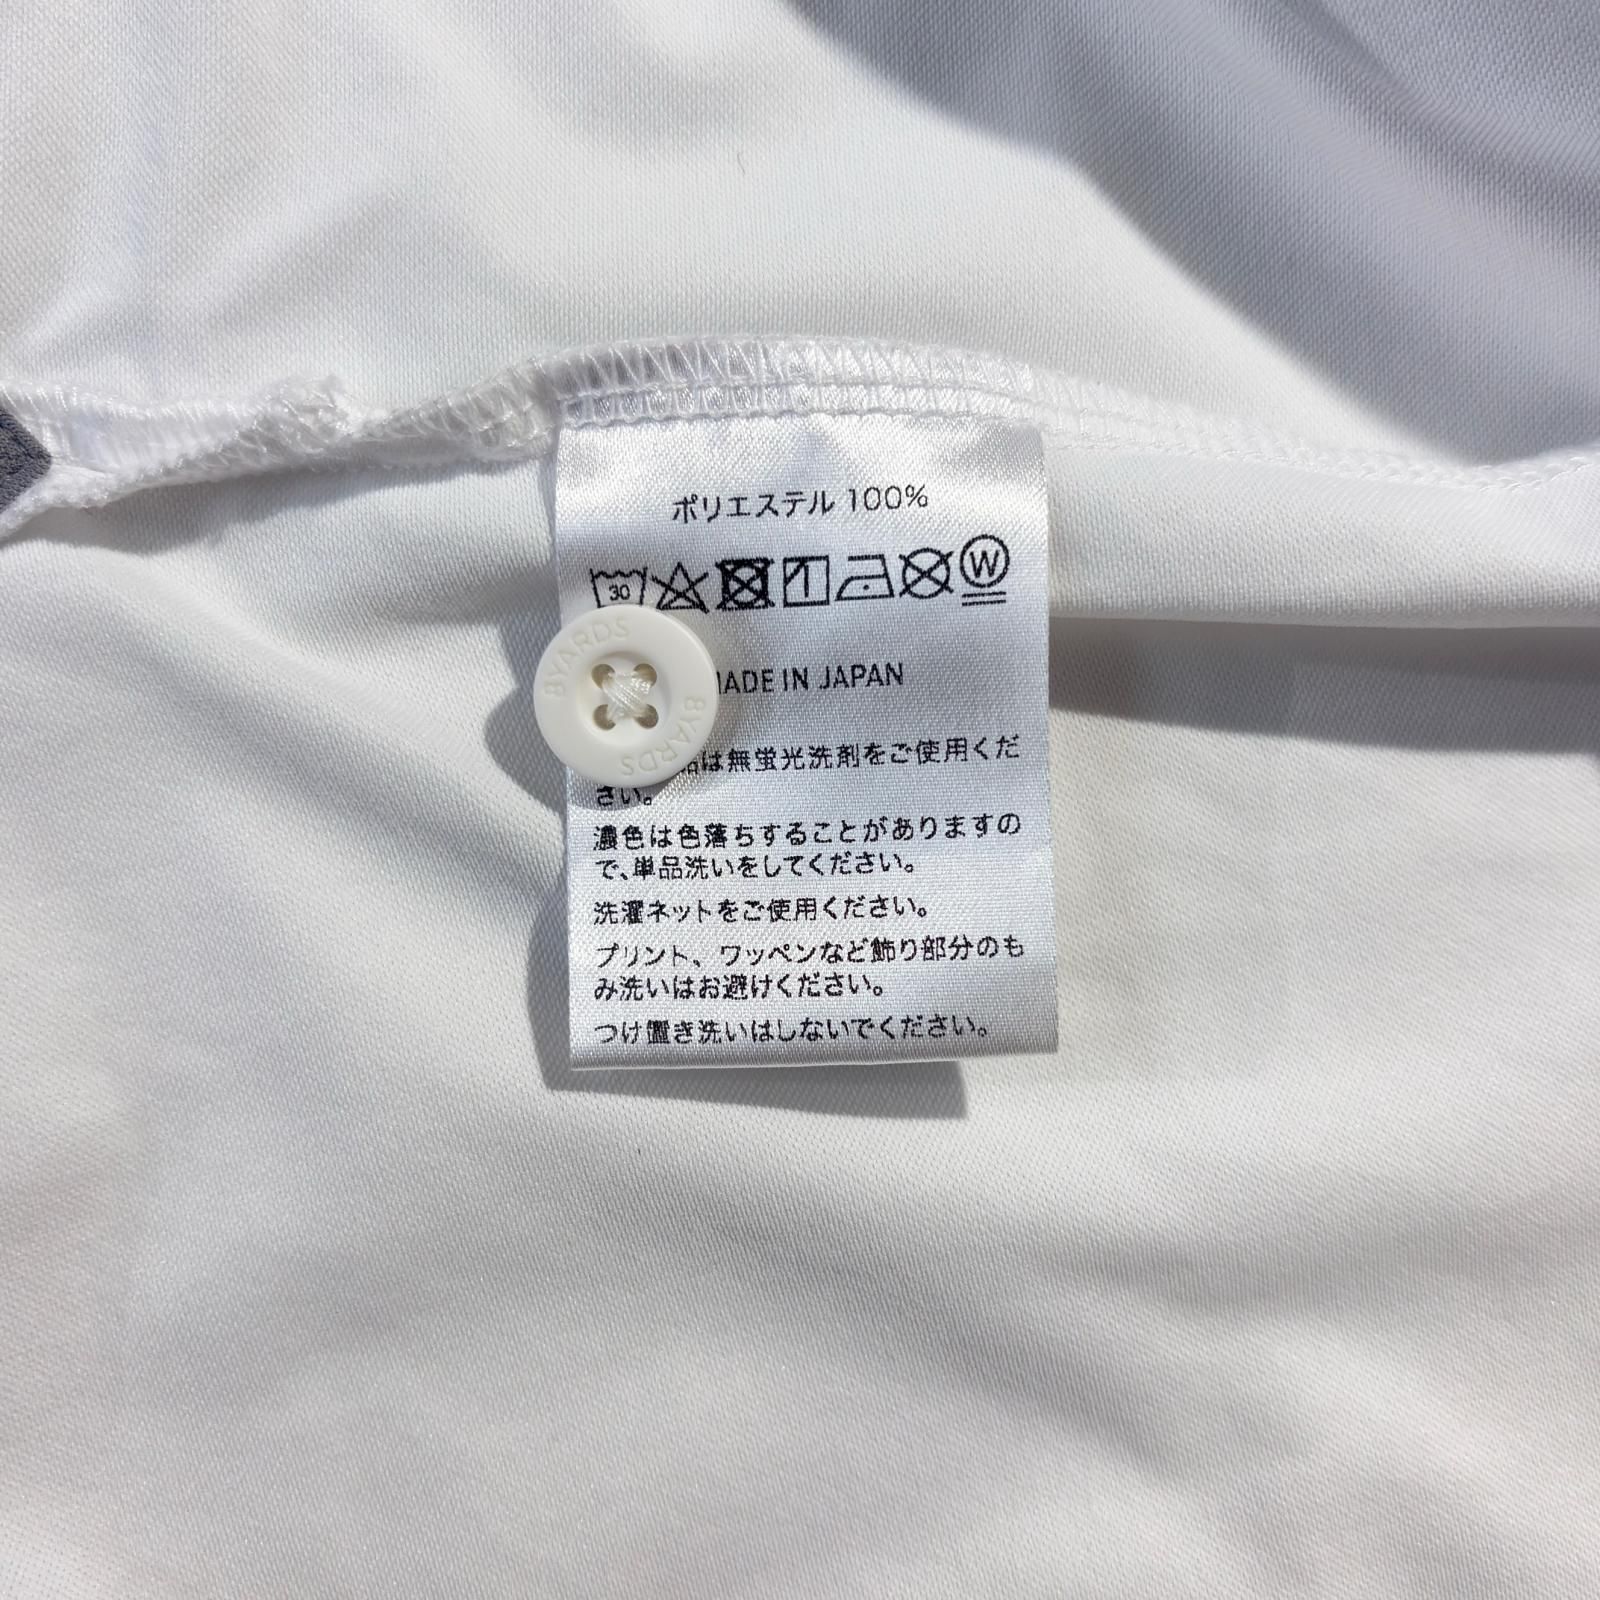 ポリエステル 100%
30
1
W
MADE IN JAPAN
BYARDS
BYARDS
は無蛍光洗剤をご使用くだ
さい。
濃色は色落ちすることがありますの
で、単品洗いをしてください。
洗濯ネットをご使用ください。
プリント、ワッペンなど飾り部分のも
み洗いはお避けください。
つけ置き洗いはしないでください。